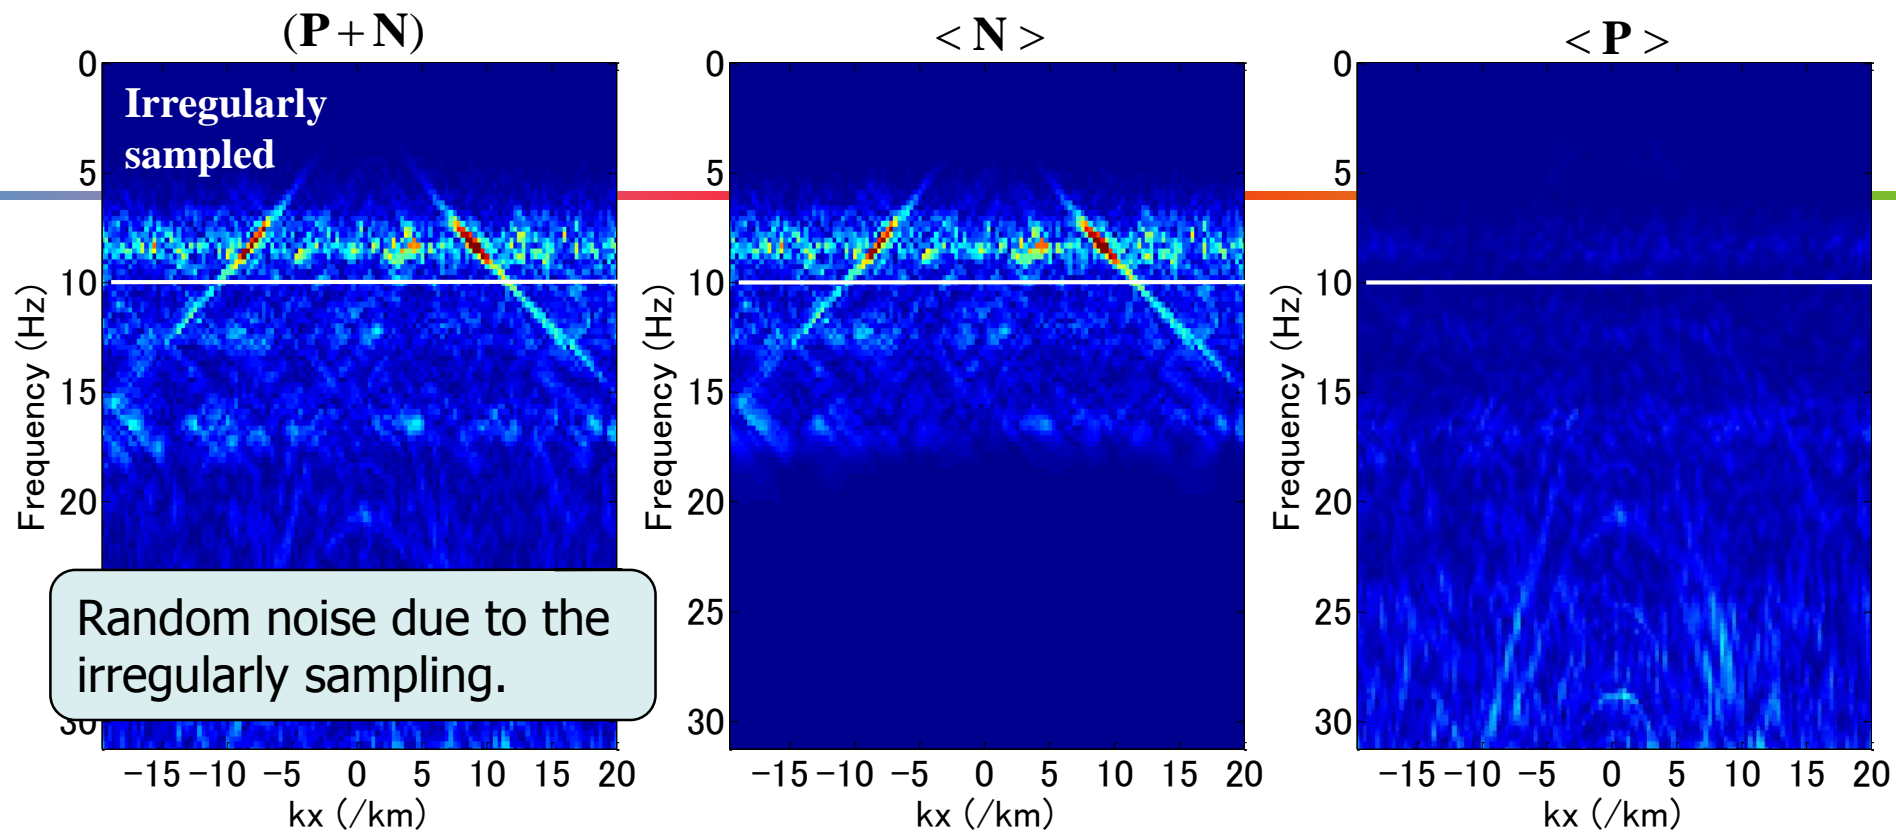 (P + N)
0
5
10
15
20
30
Frequency (Hz)
Irregularly
sampled
Random noise due to the
irregularly sampling.
−15 −10 −5 0 5 10 15 20
kx (/km)
< N >
0
5
10
15
20
25
30
Frequency (Hz)
−15 −10 −5 0 5 10 15 20
kx (/km)
< P >
0
5
10
15
20
25
30
Frequency (Hz)
−15 −10 −5 0 5 10 15 20
kx (/km)